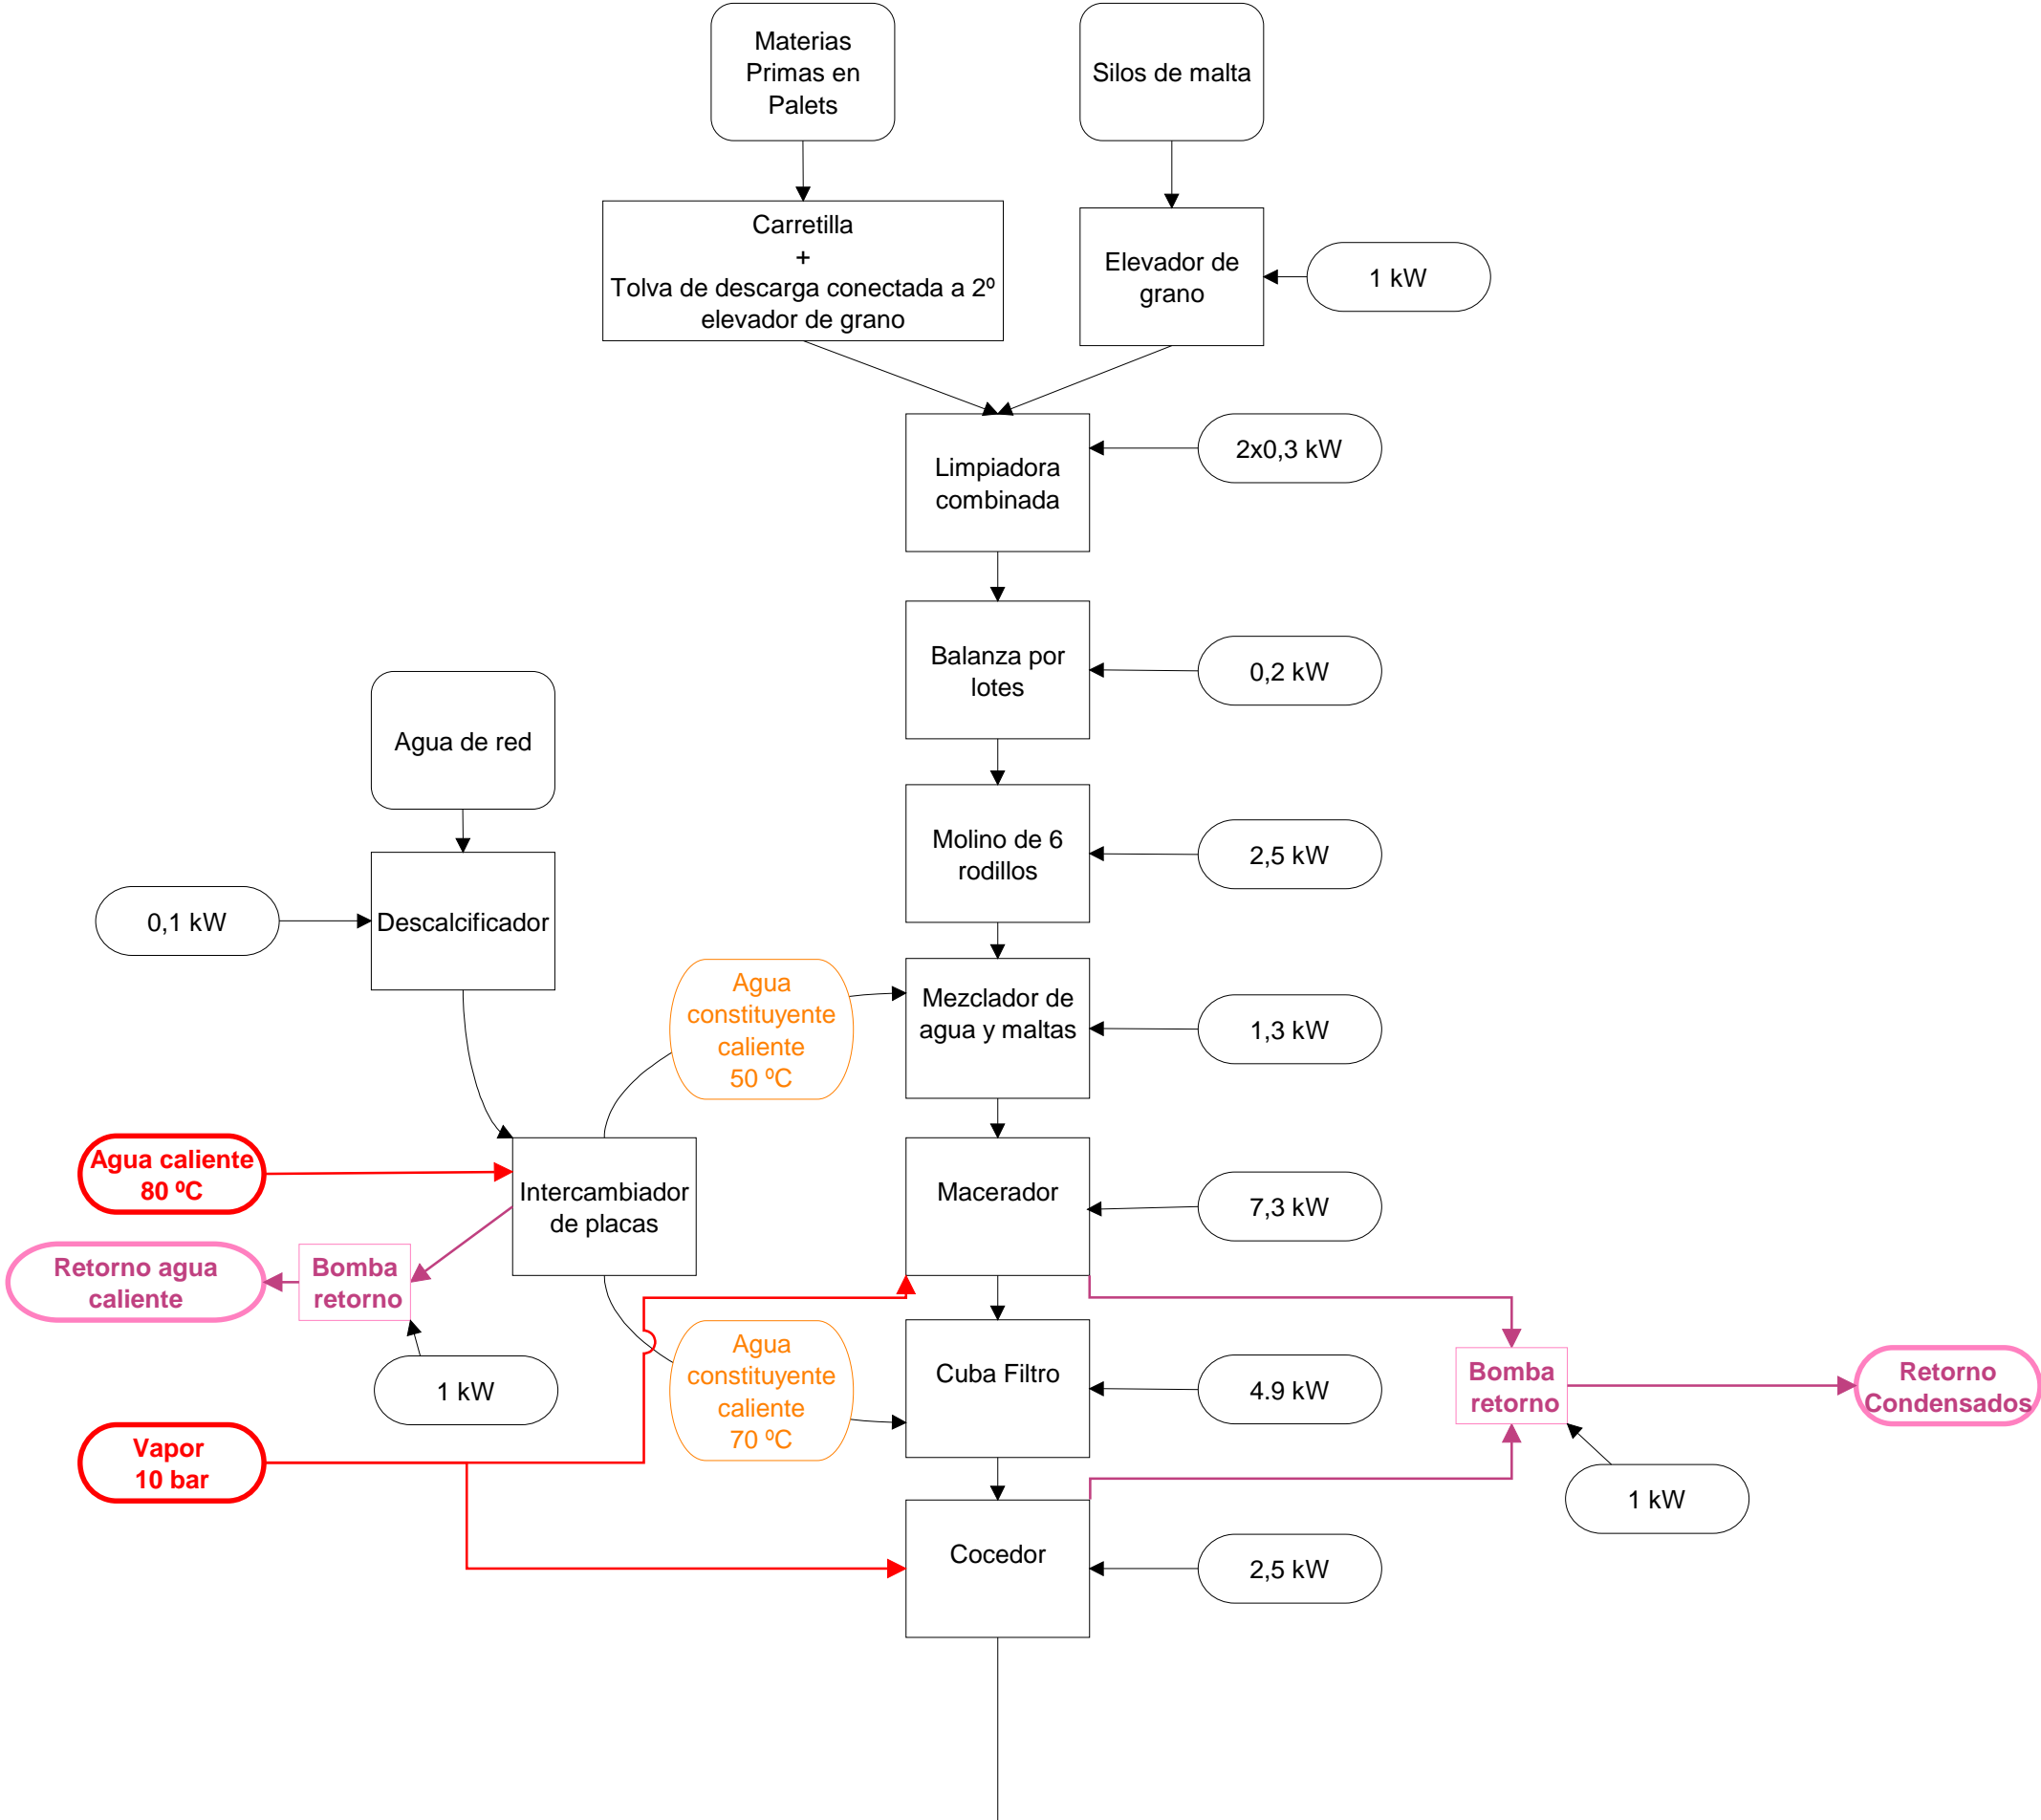 Materias
Primas en
Palets
Silos de malta
Carretilla
+
Tolva de descarga conectada a 2º
elevador de grano
Elevador de
grano
1 kW
Limpiadora
combinada
2x0,3 kW
Balanza por
lotes
0,2 kW
Agua de red
Molino de 6
rodillos
2,5 kW
0,1 kW
Descalcificador
Agua
constituyente
caliente
50 ºC
Mezclador de
agua y maltas
1,3 kW
Agua caliente
80 ºC
Intercambiador
de placas
Macerador
7,3 kW
Retorno agua
caliente
Bomba
retorno
1 kW
Agua
constituyente
caliente
70 ºC
Cuba Filtro
4.9 kW
Bomba
retorno
Retorno
Condensados
Vapor
10 bar
1 kW
Cocedor
2,5 kW